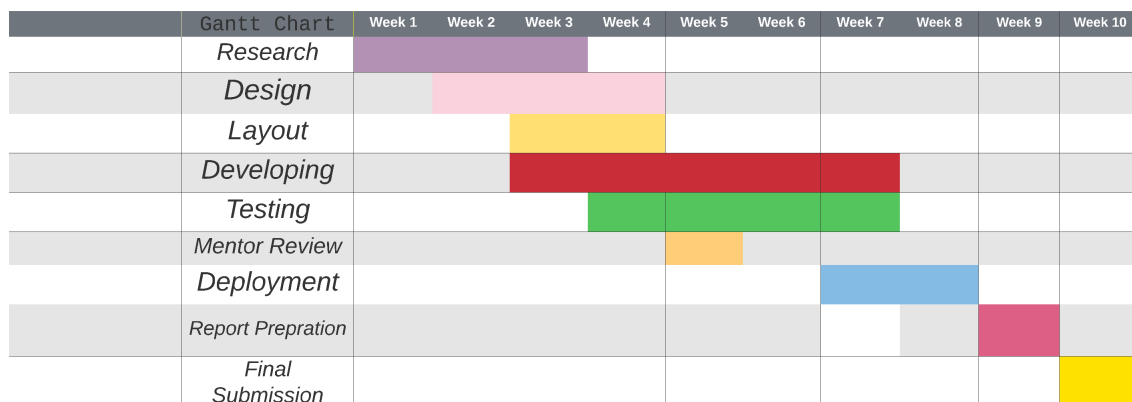 Gantt Chart Week 1 Week 2 Week 3 Week 4 Week 5 Week 6 Week 7 Week 8 Week 9 Week 10
Research
Design
Layout
Developing
Testing
Mentor Review
Deployment
Report Prepration
Final
Submission